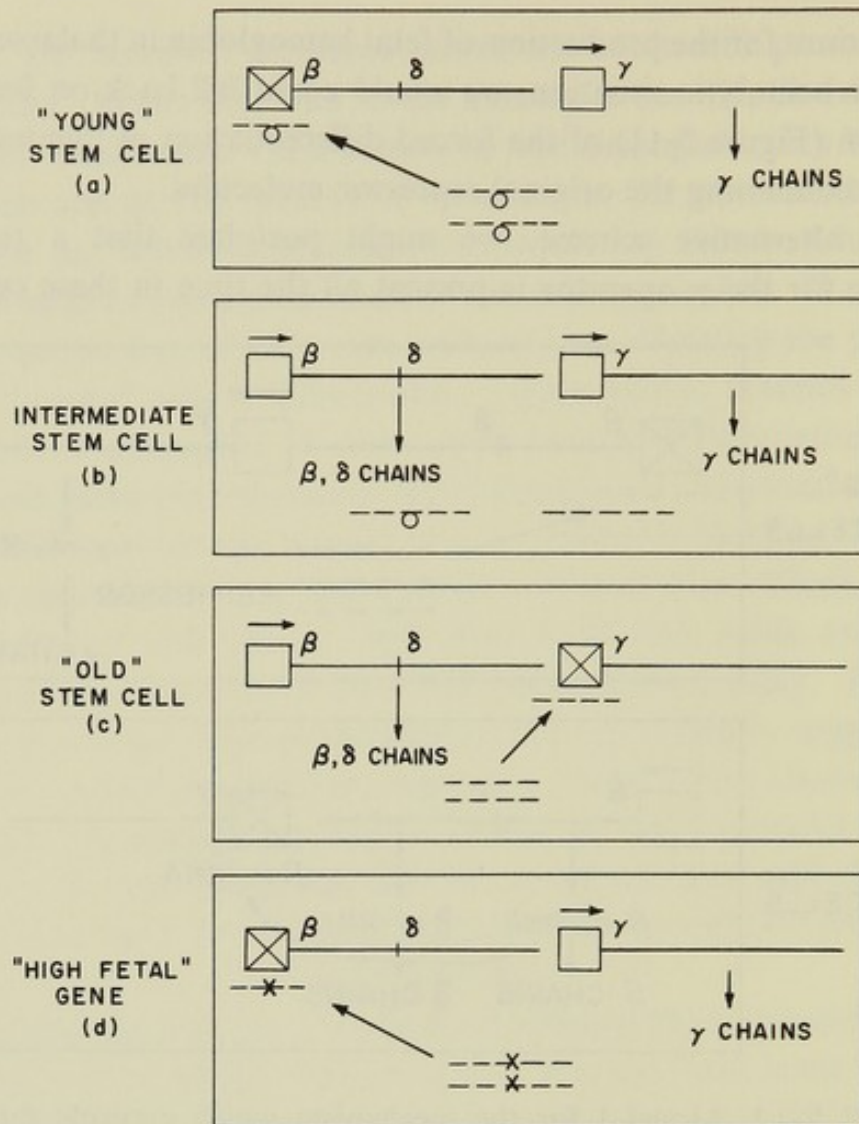 "YOUNG"
STEM CELL
(a)
β δ γ
γ CHAINS
INTERMEDIATE
STEM CELL
(b)
β δ γ
β, δ CHAINS
γ CHAINS
"OLD"
STEM CELL
(c)
β δ γ
β,δ CHAINS
"HIGH FETAL"
GENE
(d)
β δ γ
γ CHAINS